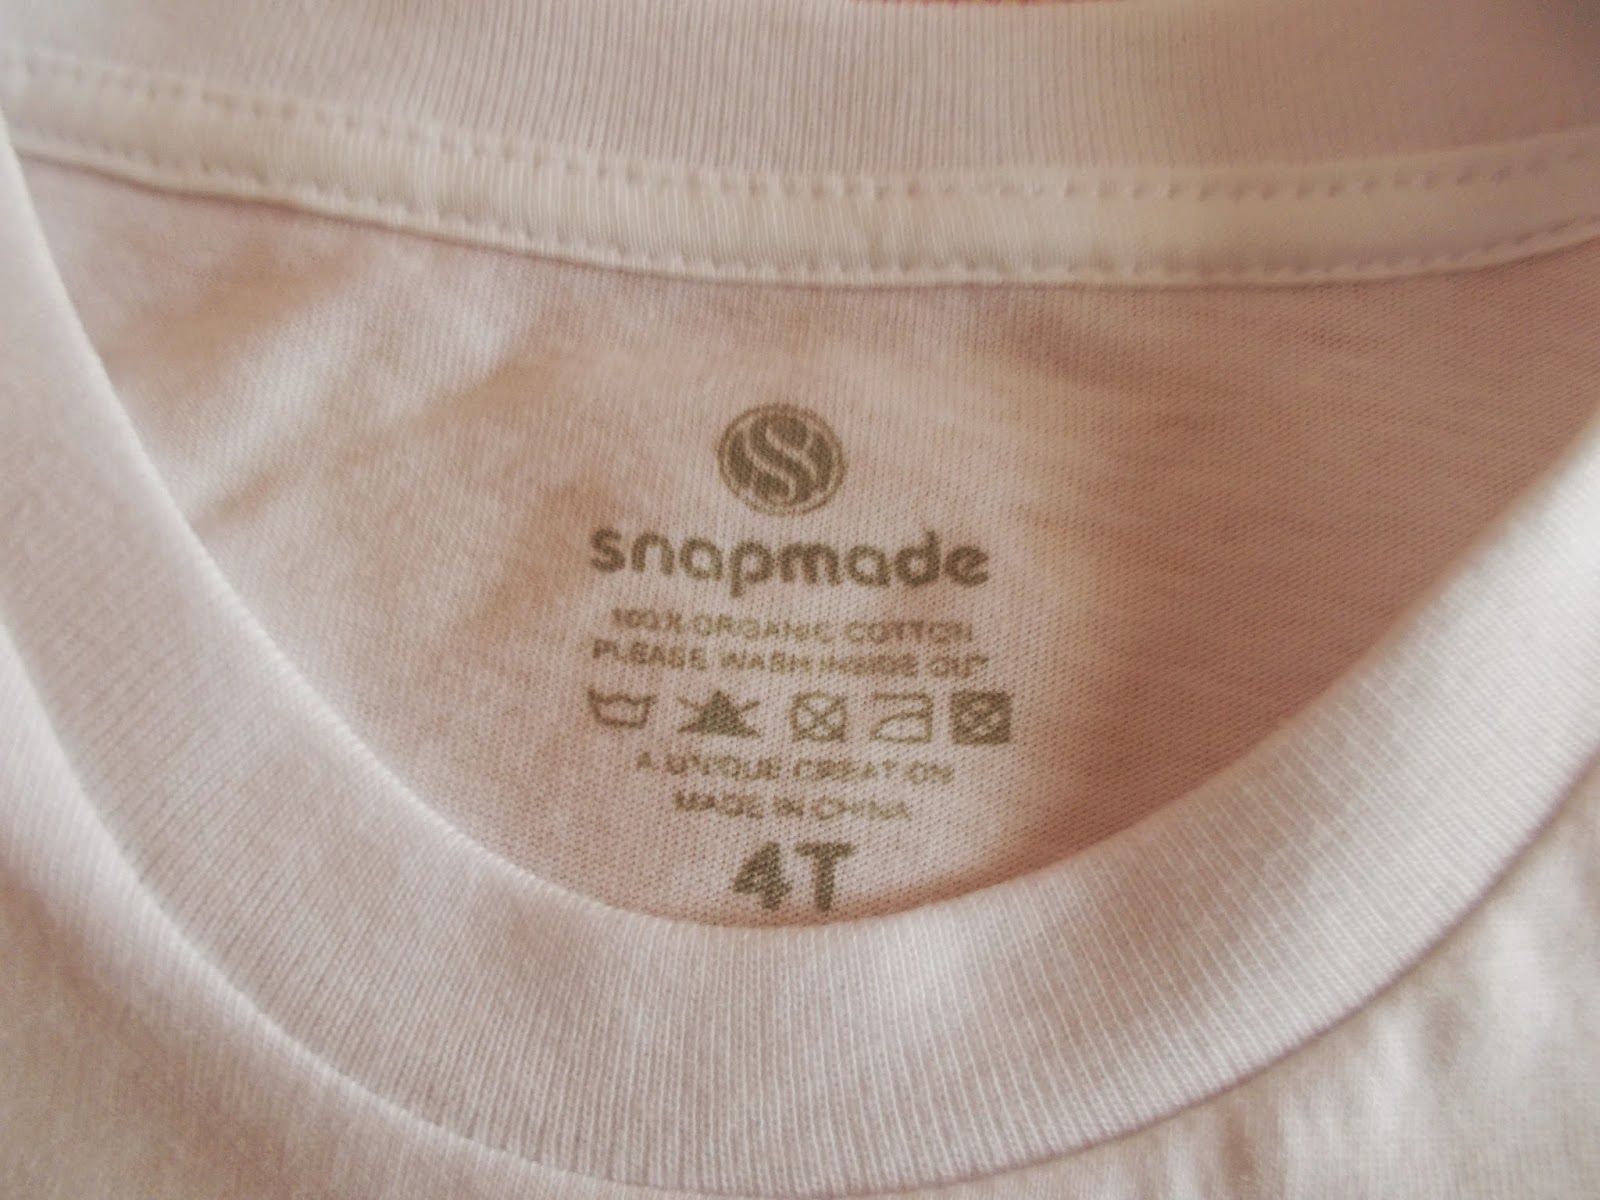 snapmade
100% ORGANIC COTTON
PLEASE WASH INSIDE OUT
A UNIQUE CREATION
MADE IN CHINA
4T